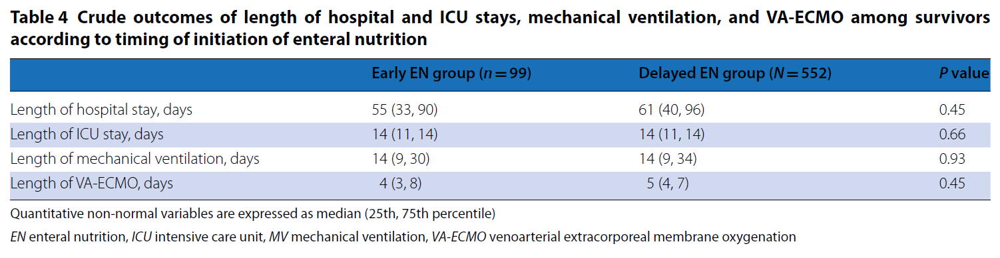 Table 4 Crude outcomes of length of hospital and ICU stays, mechanical ventilation, and VA-ECMO among survivors
according to timing of initiation of enteral nutrition
Early EN group (n = 99) Delayed EN group (N = 552) P value
Length of hospital stay, days 55 (33, 90) 61 (40, 96) 0.45
Length of ICU stay, days 14 (11, 14) 14 (11, 14) 0.66
Length of mechanical ventilation, days 14 (9, 30) 14 (9, 34) 0.93
Length of VA-ECMO, days 4 (3, 8) 5 (4, 7) 0.45
Quantitative non-normal variables are expressed as median (25th, 75th percentile)
EN enteral nutrition, ICU intensive care unit, MV mechanical ventilation, VA-ECMO venoarterial extracorporeal membrane oxygenation